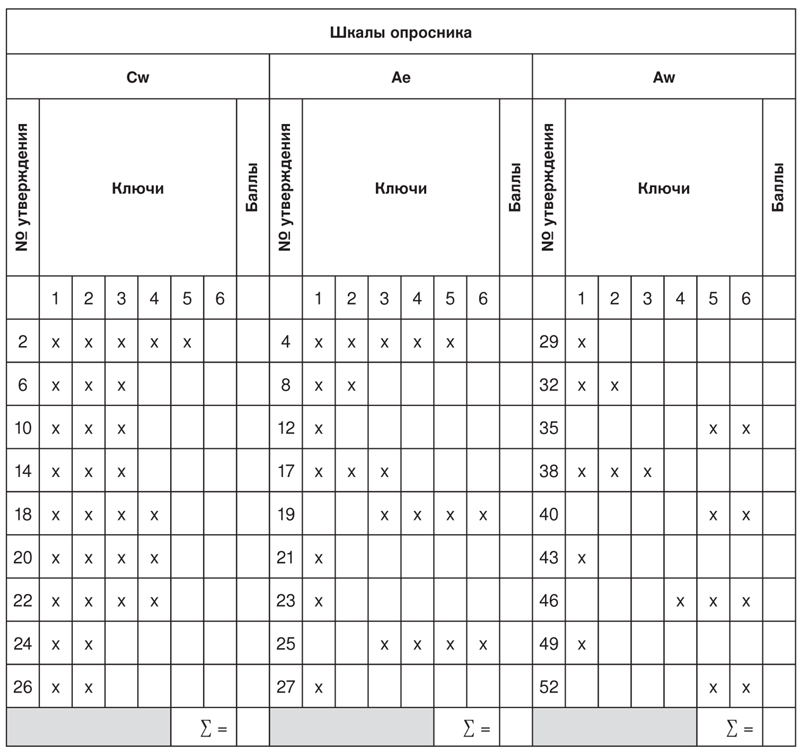 Шкалы опросника
Cw Ae Aw
№ утверждения Ключи Баллы № утверждения Ключи Баллы № утверждения Ключи Баллы
1 2 3 4 5 6 1 2 3 4 5 6 1 2 3 4 5 6
2 x x x x x 4 x x x x x 29 x
6 x x x 8 x x 32 x x
10 x x x 12 x 35 x x
14 x x x 17 x x x 38 x x x
18 x x x x 19 x x x x 40 x x
20 x x x x 21 x 43 x
22 x x x x 23 x 46 x x x
24 x x 25 x x x x 49 x
26 x x 27 x 52 x x
∑ = ∑ = ∑ =